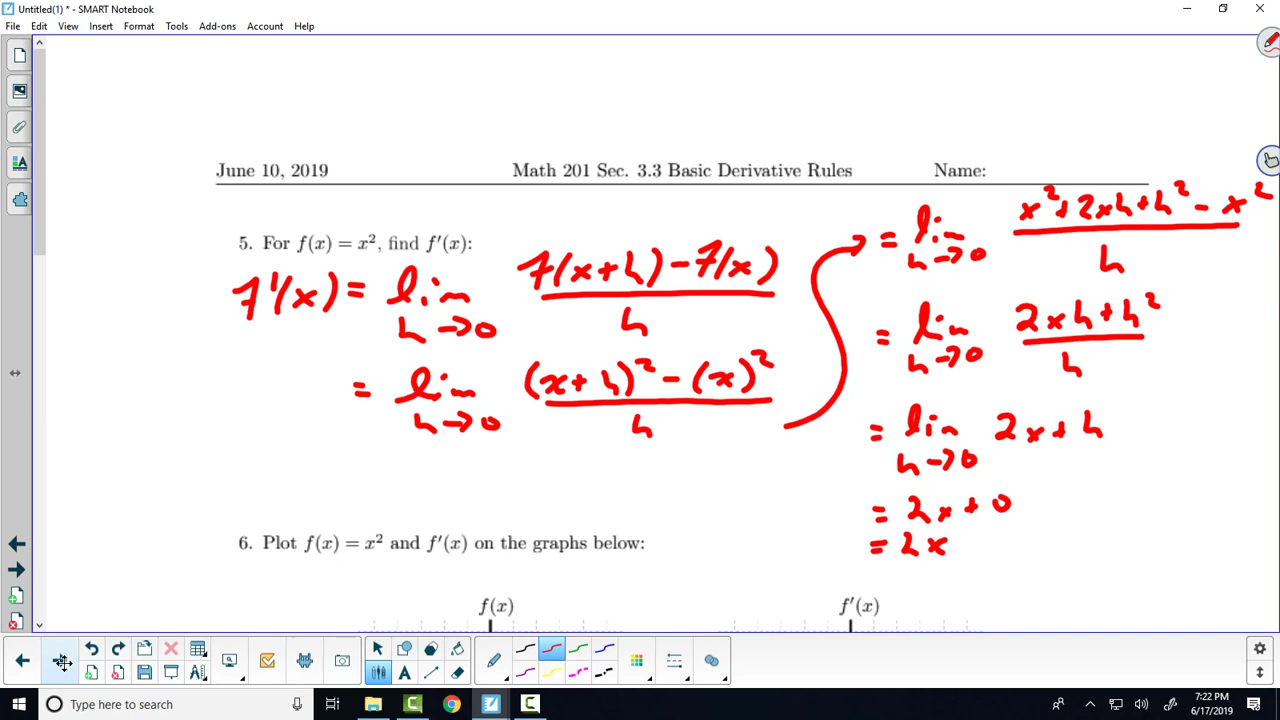 Untitled(1) * - SMART Notebook
File Edit View Insert Format Tools Add-ons Account Help
June 10, 2019 Math 201 Sec. 3.3 Basic Derivative Rules Name:
5. For f(x) = x², find f′(x):
f'(x) = lim h→0 (f(x+h) - f(x)) / h
= lim h→0 ((x+h)² - (x)²) / h
= lim h→0 (x² + 2xh + h² - x²) / h
= lim h→0 (2xh + h²) / h
= lim h→0 2x + h
= 2x + 0
= 2x
6. Plot f(x) = x² and f′(x) on the graphs below:
f(x) f′(x)
Type here to search
7:22 PM
6/17/2019